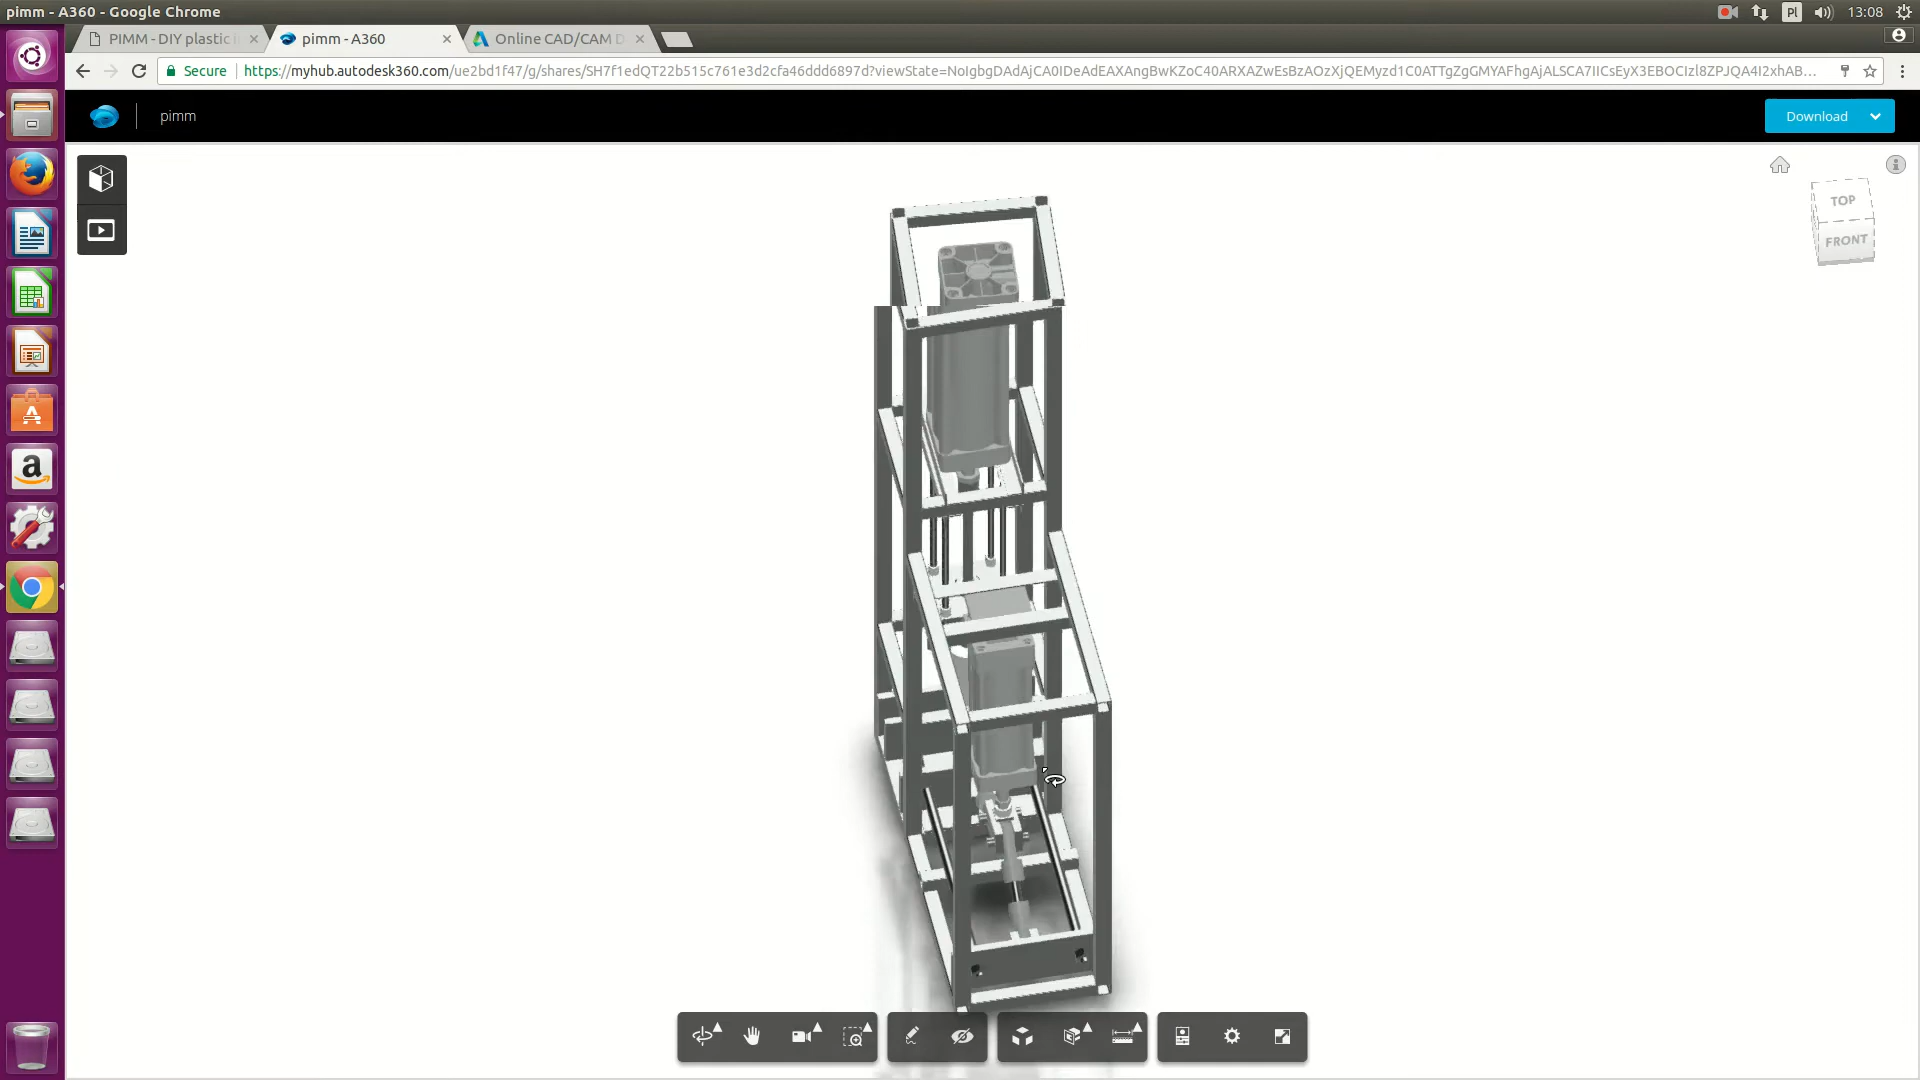 pimm - A360 - Google Chrome
Pl
13:08
PIMM - DIY plastic
pimm - A360
Online CAD/CAM D
Secure
https://myhub.autodesk360.com/ue2bd1f47/g/shares/SH7f1edQT22b515c761e3d2cfa46ddd6897d?viewState=NoIgbgDAdAjCA0IDeAdEAXAngBwKZoC40ARXAZwEsBzAOzXjQEMyzd1C0ATTgZgGMYAFhgAjALSCA7IICsEyX3EBOCIzl8ZPJQA4I2xhAB...
pimm
Download
TOP
FRONT